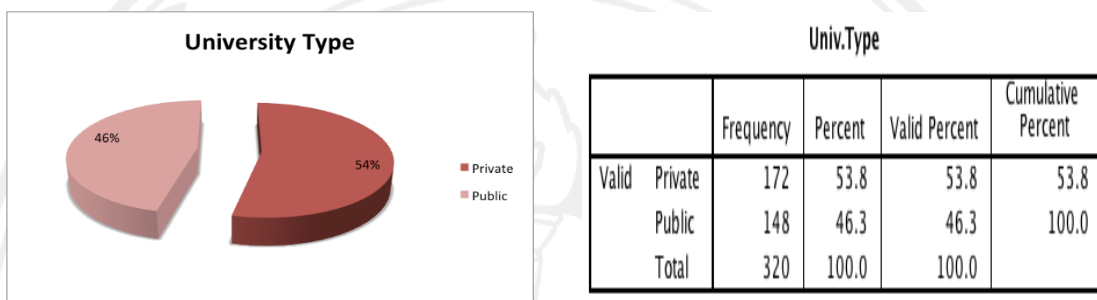 University Type
46%
54%
Private
Public
Univ.Type
Frequency Percent Valid Percent Cumulative Percent
Valid Private 172 53.8 53.8 53.8
Public 148 46.3 46.3 100.0
Total 320 100.0 100.0